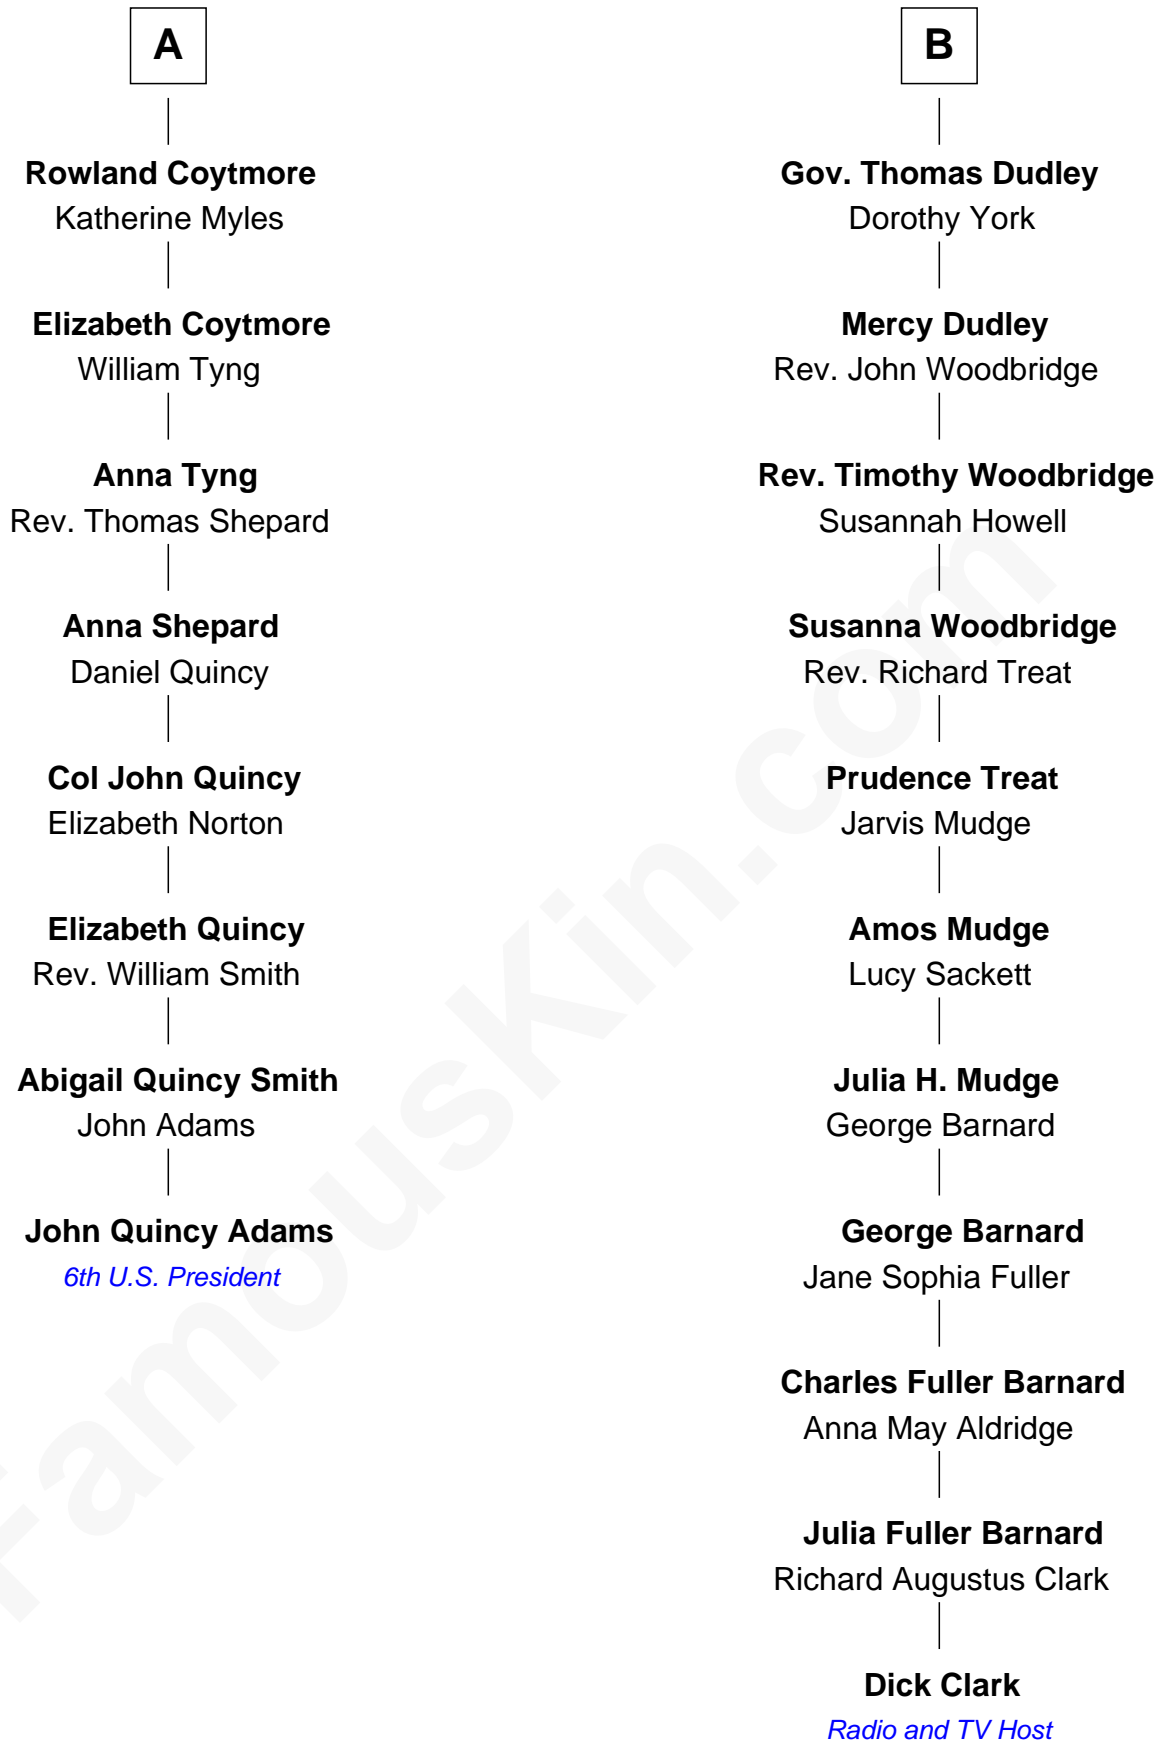 A
Rowland Coytmore
Katherine Myles
Elizabeth Coytmore
William Tyng
Anna Tyng
Rev. Thomas Shepard
Anna Shepard
Daniel Quincy
Col John Quincy
Elizabeth Norton
Elizabeth Quincy
Rev. William Smith
Abigail Quincy Smith
John Adams
John Quincy Adams
6th U.S. President
B
Gov. Thomas Dudley
Dorothy York
Mercy Dudley
Rev. John Woodbridge
Rev. Timothy Woodbridge
Susannah Howell
Susanna Woodbridge
Rev. Richard Treat
Prudence Treat
Jarvis Mudge
Amos Mudge
Lucy Sackett
Julia H. Mudge
George Barnard
George Barnard
Jane Sophia Fuller
Charles Fuller Barnard
Anna May Aldridge
Julia Fuller Barnard
Richard Augustus Clark
Dick Clark
Radio and TV Host
FamousKin.com